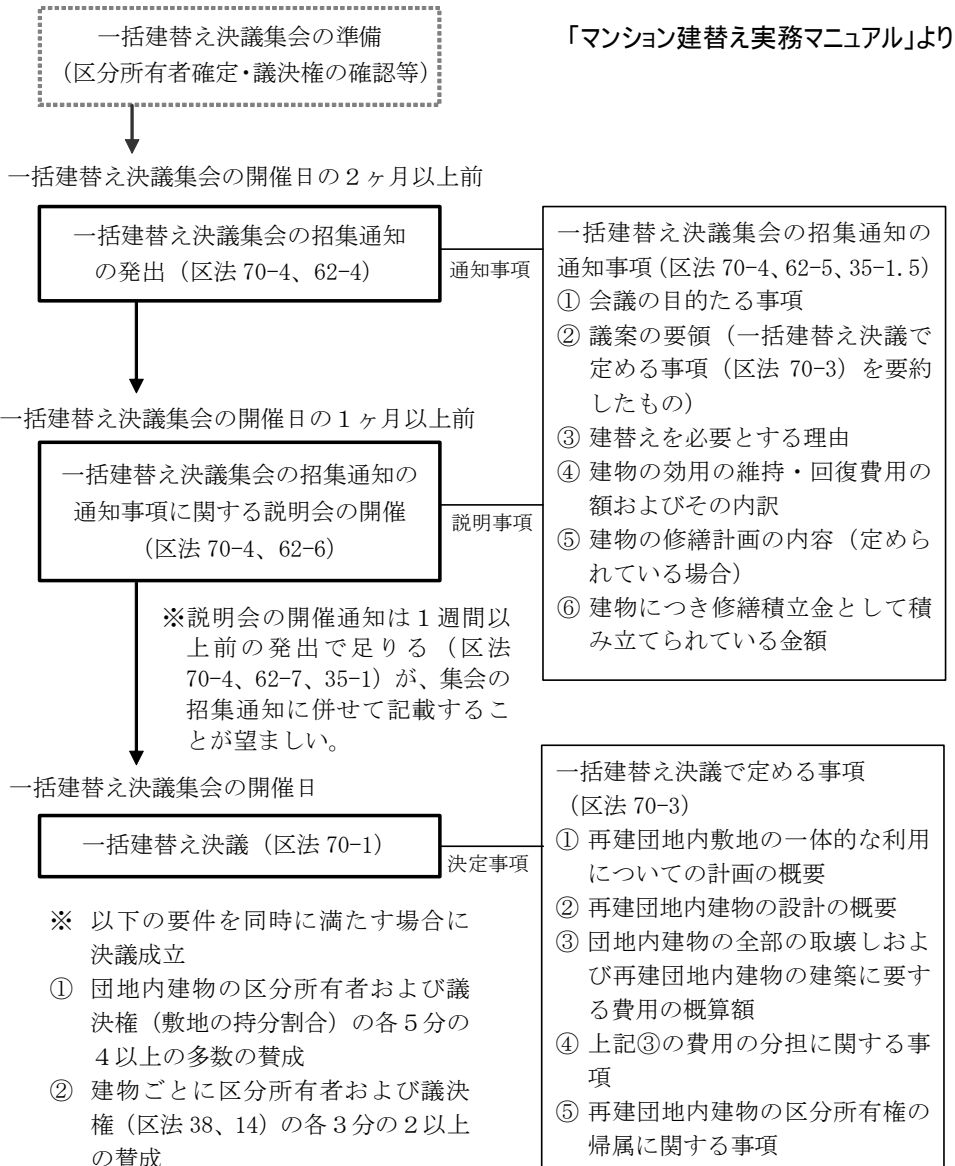 一括建替え決議集会の準備
（区分所有者確定・議決権の確認等）
「マンション建替え実務マニュアル」より
一括建替え決議集会の開催日の２ヶ月以上前
一括建替え決議集会の招集通知
の発出（区法 70-4、62-4）
通知事項
一括建替え決議集会の招集通知の
通知事項（区法 70-4、62-5、35-1.5）
① 会議の目的たる事項
② 議案の要領（一括建替え決議で
定める事項（区法 70-3）を要約
したもの）
③ 建替えを必要とする理由
④ 建物の効用の維持・回復費用の
額およびその内訳
⑤ 建物の修繕計画の内容（定めら
れている場合）
⑥ 建物につき修繕積立金として積
み立てられている金額
一括建替え決議集会の開催日の１ヶ月以上前
一括建替え決議集会の招集通知の
通知事項に関する説明会の開催
（区法 70-4、62-6）
説明事項
※説明会の開催通知は１週間以
上前の発出で足りる（区法
70-4、62-7、35-1）が、集会の
招集通知に併せて記載するこ
とが望ましい。
一括建替え決議集会の開催日
一括建替え決議（区法 70-1）
決定事項
※ 以下の要件を同時に満たす場合に
決議成立
① 団地内建物の区分所有者および議
決権（敷地の持分割合）の各５分の
４以上の多数の賛成
② 建物ごとに区分所有者および議決
権（区法 38、14）の各３分の２以上
の賛成
一括建替え決議で定める事項
（区法 70-3）
① 再建団地内敷地の一体的な利用
についての計画の概要
② 再建団地内建物の設計の概要
③ 団地内建物の全部の取壊しおよ
び再建団地内建物の建築に要す
る費用の概算額
④ 上記③の費用の分担に関する事
項
⑤ 再建団地内建物の区分所有権の
帰属に関する事項